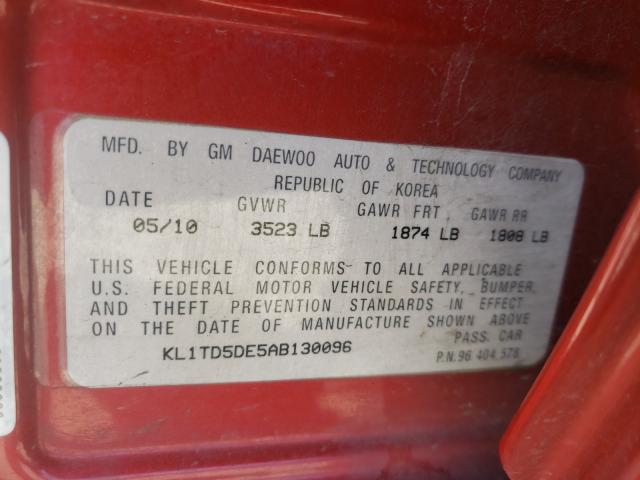 MFD. BY GM DAEWOO AUTO & TECHNOLOGY COMPANY
REPUBLIC OF KOREA
DATE GVWR GAWR FRT. GAWR RR
05/10 3523 LB 1874 LB 1808 LB
THIS VEHICLE CONFORMS TO ALL APPLICABLE
U.S. FEDERAL MOTOR VEHICLE SAFETY, BUMPER,
AND THEFT PREVENTION STANDARDS IN EFFECT
ON THE DATE OF MANUFACTURE SHOWN ABOVE
PASS. CAR
KL1TD5DE5AB130096
P.N.96 404 578